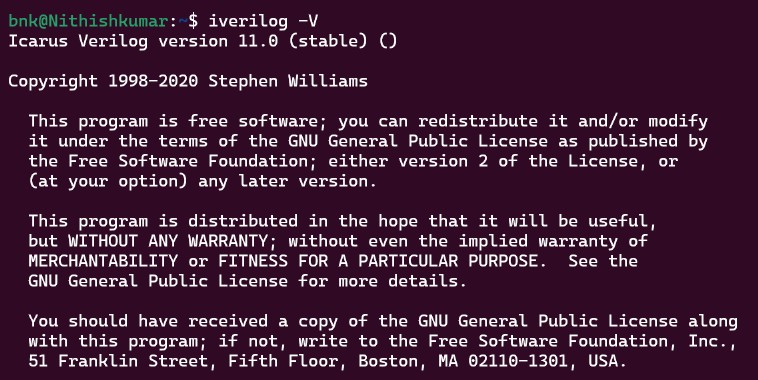 bnk@Nithishkumar:~$ iverilog -V
Icarus Verilog version 11.0 (stable) ()
Copyright 1998-2020 Stephen Williams
This program is free software; you can redistribute it and/or modify
it under the terms of the GNU General Public License as published by
the Free Software Foundation; either version 2 of the License, or
(at your option) any later version.
This program is distributed in the hope that it will be useful,
but WITHOUT ANY WARRANTY; without even the implied warranty of
MERCHANTABILITY or FITNESS FOR A PARTICULAR PURPOSE.  See the
GNU General Public License for more details.
You should have received a copy of the GNU General Public License along
with this program; if not, write to the Free Software Foundation, Inc.,
51 Franklin Street, Fifth Floor, Boston, MA 02110-1301, USA.